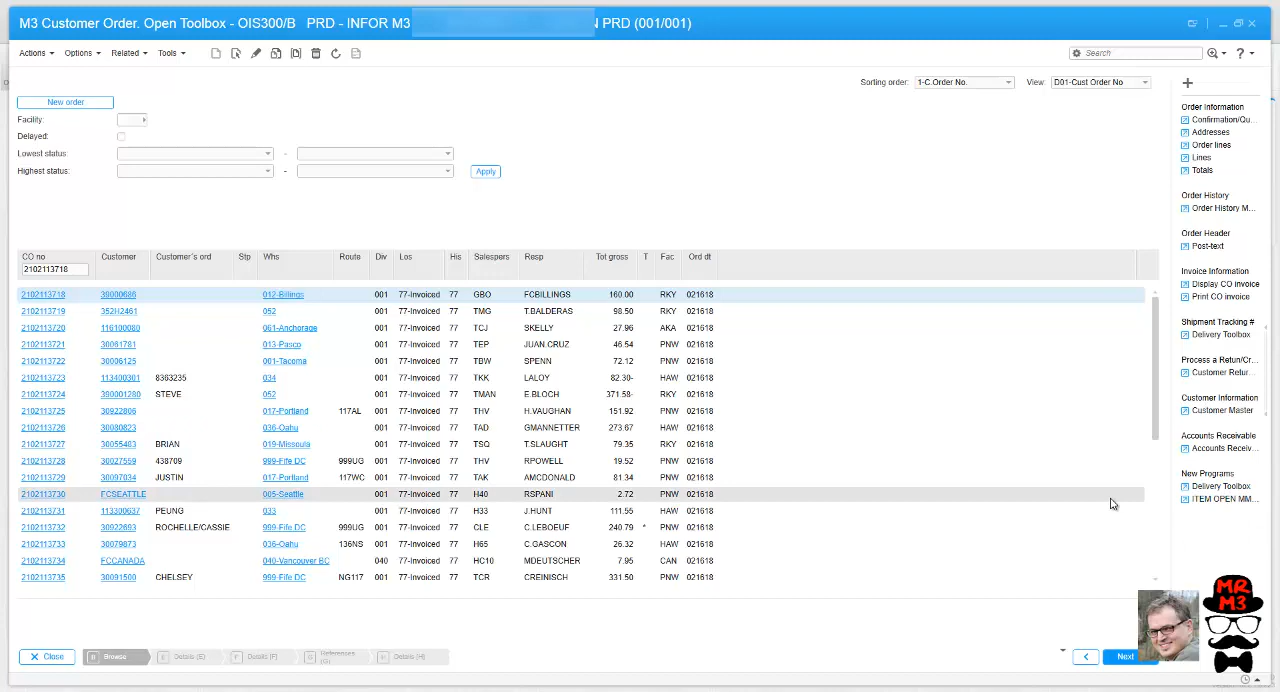 M3 Customer Order. Open Toolbox - OIS300/B PRD - INFOR M3 N PRD (001/001)
Actions Options Related Tools Search ?
Sorting order: 1-C.Order No. View: D01-Cust Order No
New order
Facility:
Delayed:
Lowest status: -
Highest status: - Apply
CO no Customer Customer´s ord Stp Whs Route Div Los His Salespers Resp Tot gross T Fac Ord dt
2102113718
2102113718 39000686 012-Billings 001 77-Invoiced 77 GBO FCBILLINGS 160.00 RKY 021618
2102113719 352H2461 052 001 77-Invoiced 77 TMG T.BALDERAS 98.50 RKY 021618
2102113720 116100080 061-Anchorage 001 77-Invoiced 77 TCJ SKELLY 27.96 AKA 021618
2102113721 30061781 013-Pasco 001 77-Invoiced 77 TEP JUAN.CRUZ 46.54 PNW 021618
2102113722 30006125 001-Tacoma 001 77-Invoiced 77 TBW SPENN 72.12 PNW 021618
2102113723 113400301 8363235 034 001 77-Invoiced 77 TKK LALOY 82.30- HAW 021618
2102113724 390001280 STEVE 052 001 77-Invoiced 77 TMAN E.BLOCH 371.58- RKY 021618
2102113725 30922806 017-Portland 117AL 001 77-Invoiced 77 THV H.VAUGHAN 151.92 PNW 021618
2102113726 30080823 036-Oahu 001 77-Invoiced 77 TAD GMANNETTER 273.67 HAW 021618
2102113727 30055483 BRIAN 019-Missoula 001 77-Invoiced 77 TSQ T.SLAUGHT 79.35 RKY 021618
2102113728 30027559 438709 999-Fife DC 999UG 001 77-Invoiced 77 THV RPOWELL 19.52 PNW 021618
2102113729 30097034 JUSTIN 017-Portland 117WC 001 77-Invoiced 77 TAK AMCDONALD 81.34 PNW 021618
2102113730 FCSEATTLE 005-Seattle 001 77-Invoiced 77 H40 RSPANI 2.72 PNW 021618
2102113731 113300637 PEUNG 033 001 77-Invoiced 77 H33 J.HUNT 111.55 HAW 021618
2102113732 30922693 ROCHELLE/CASSIE 999-Fife DC 999UG 001 77-Invoiced 77 CLE C.LEBOEUF 240.79 * PNW 021618
2102113733 30079873 036-Oahu 136NS 001 77-Invoiced 77 H65 C.GASCON 26.32 HAW 021618
2102113734 FCCANADA 040-Vancouver BC 040 77-Invoiced 77 HC10 MDEUTSCHER 7.95 CAN 021618
2102113735 30091500 CHELSEY 999-Fife DC NG117 001 77-Invoiced 77 TCR CREINISCH 331.50 PNW 021618
Order Information
Confirmation/Qu...
Addresses
Order lines
Lines
Totals
Order History
Order History M...
Order Header
Post-text
Invoice Information
Display CO invoice
Print CO invoice
Shipment Tracking #
Delivery Toolbox
Process a Retun/Cr...
Customer Retur...
Customer Information
Customer Master
Accounts Receivable
Accounts Receiv...
New Programs
Delivery Toolbox
ITEM OPEN MM...
MR
M3
Close B Browse E Details (E) F Details (F) G References (G) H Details (H) Next